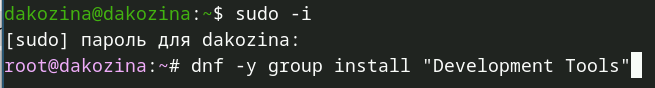 dakozina@dakozina:~$ sudo -i
[sudo] пароль для dakozina:
root@dakozina:~# dnf -y group install "Development Tools"